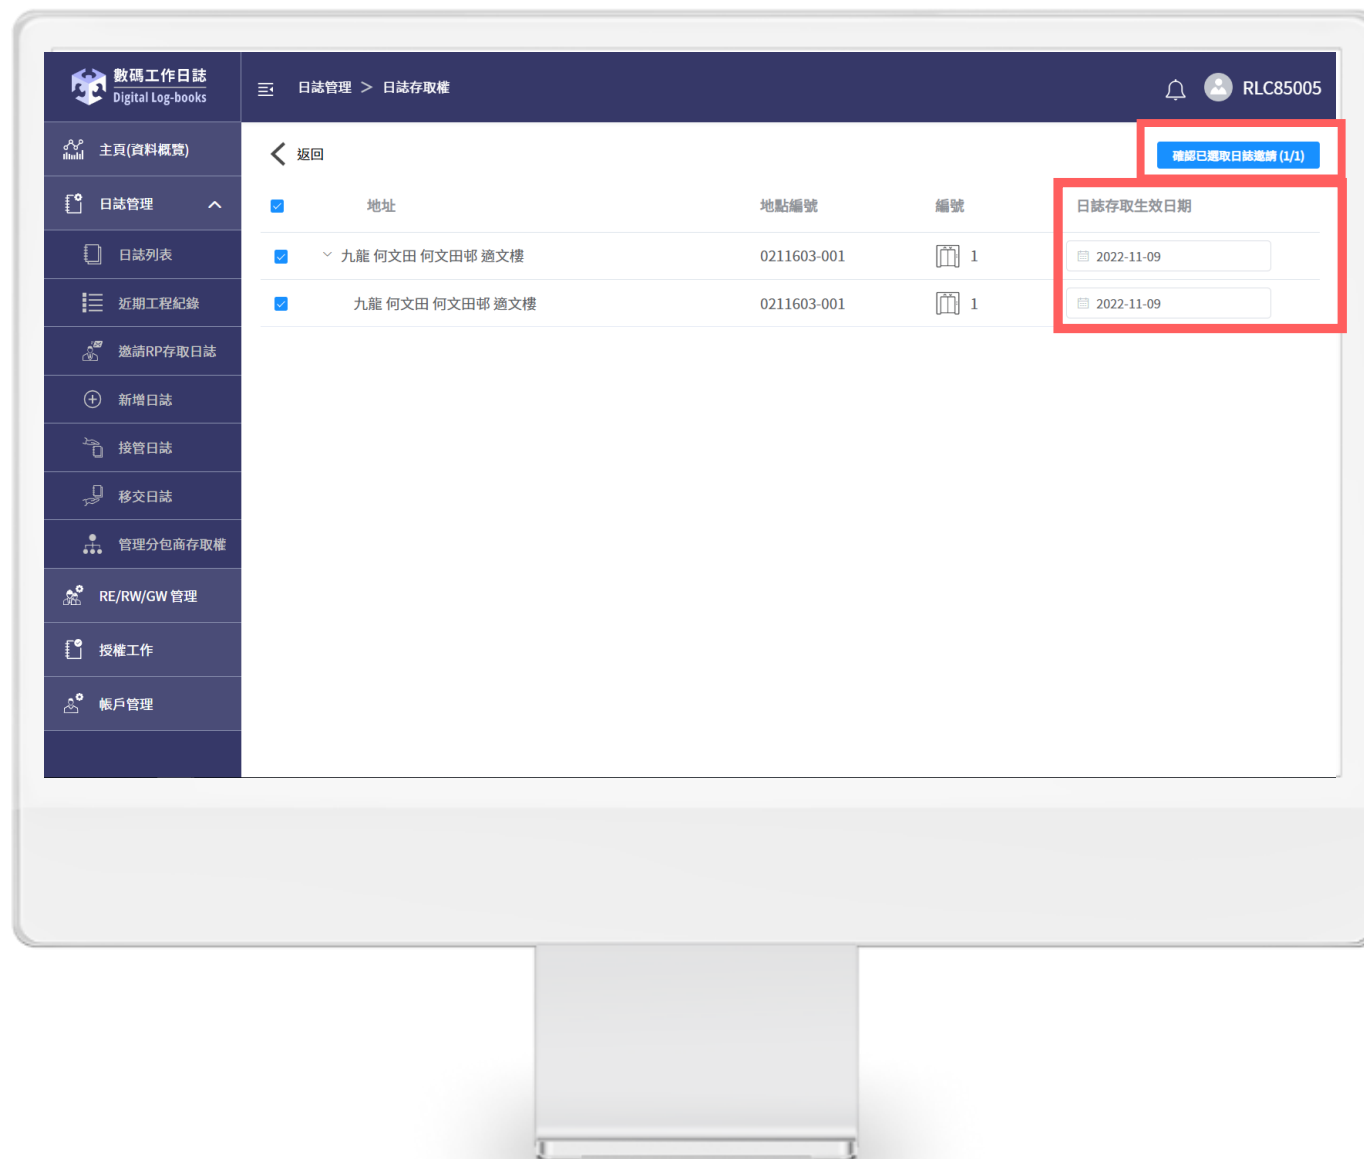 數碼工作日誌
Digital Log-books
日誌管理 > 日誌存取權
RLC85005
主頁(資料概覽)
日誌管理
日誌列表
近期工程紀錄
邀請RP存取日誌
新增日誌
接管日誌
移交日誌
管理分包商存取權
RE/RW/GW 管理
授權工作
帳戶管理
返回
確認已選取日誌邀請 (1/1)
地址 地點編號 編號 日誌存取生效日期
九龍 何文田 何文田邨 適文樓 0211603-001 1 2022-11-09
九龍 何文田 何文田邨 適文樓 0211603-001 1 2022-11-09